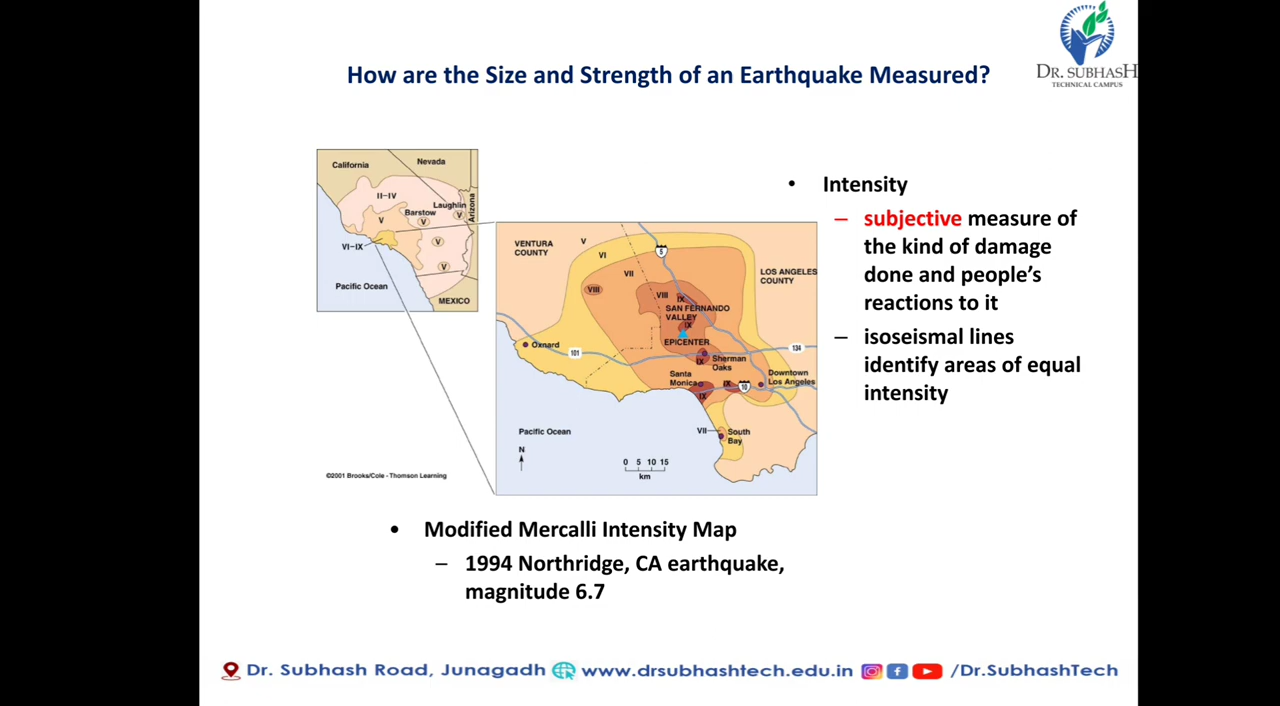 DR. SUBHASH
TECHNICAL CAMPUS
How are the Size and Strength of an Earthquake Measured?
California
Nevada
II–IV
Laughlin
Arizona
Barstow
V
V
V
V
V
VI–IX
Pacific Ocean
MEXICO
VENTURA
COUNTY
V
VI
5
VII
LOS ANGELES
COUNTY
VIII
VIII
IX
SAN FERNANDO
VALLEY
IX
EPICENTER
Oxnard
101
134
IX
Sherman
Oaks
Santa
Monica
IX
10
Downtown
Los Angeles
IX
Pacific Ocean
VII
South
Bay
N
0 5 10 15
km
©2001 Brooks/Cole - Thomson Learning
• Intensity
– subjective measure of
the kind of damage
done and people's
reactions to it
– isoseismal lines
identify areas of equal
intensity
• Modified Mercalli Intensity Map
– 1994 Northridge, CA earthquake,
magnitude 6.7
Dr. Subhash Road, Junagadh www.drsubhashtech.edu.in /Dr.SubhashTech